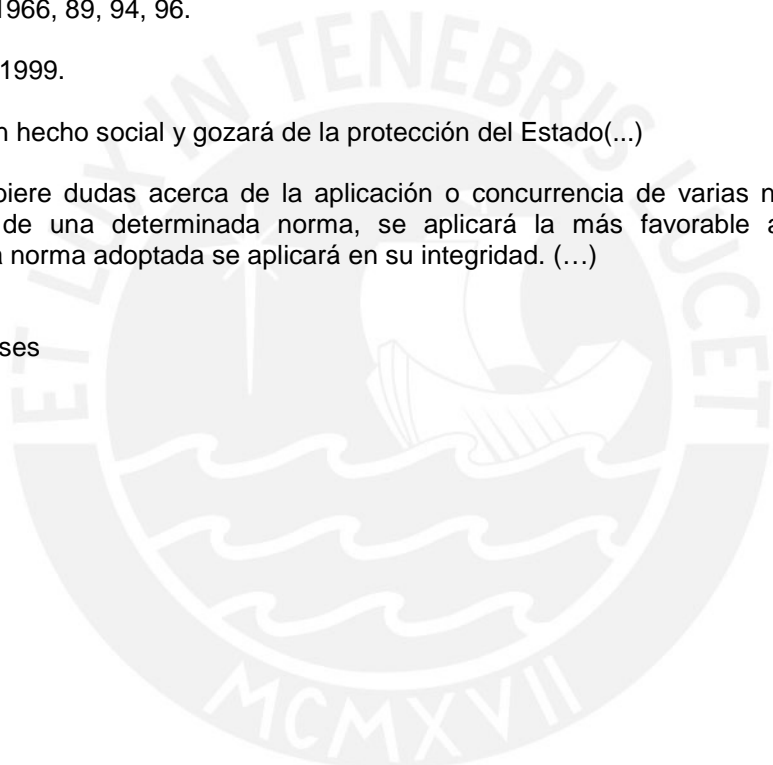 1966, 89, 94, 96.
1999.
hecho social y gozará de la protección del Estado(...)
dudas acerca de la aplicación o concurrencia de varias
de una determinada norma, se aplicará la más favorable
norma adoptada se aplicará en su integridad. (…)
ET LUX IN TENEBRIS LUCET
MCMXVII